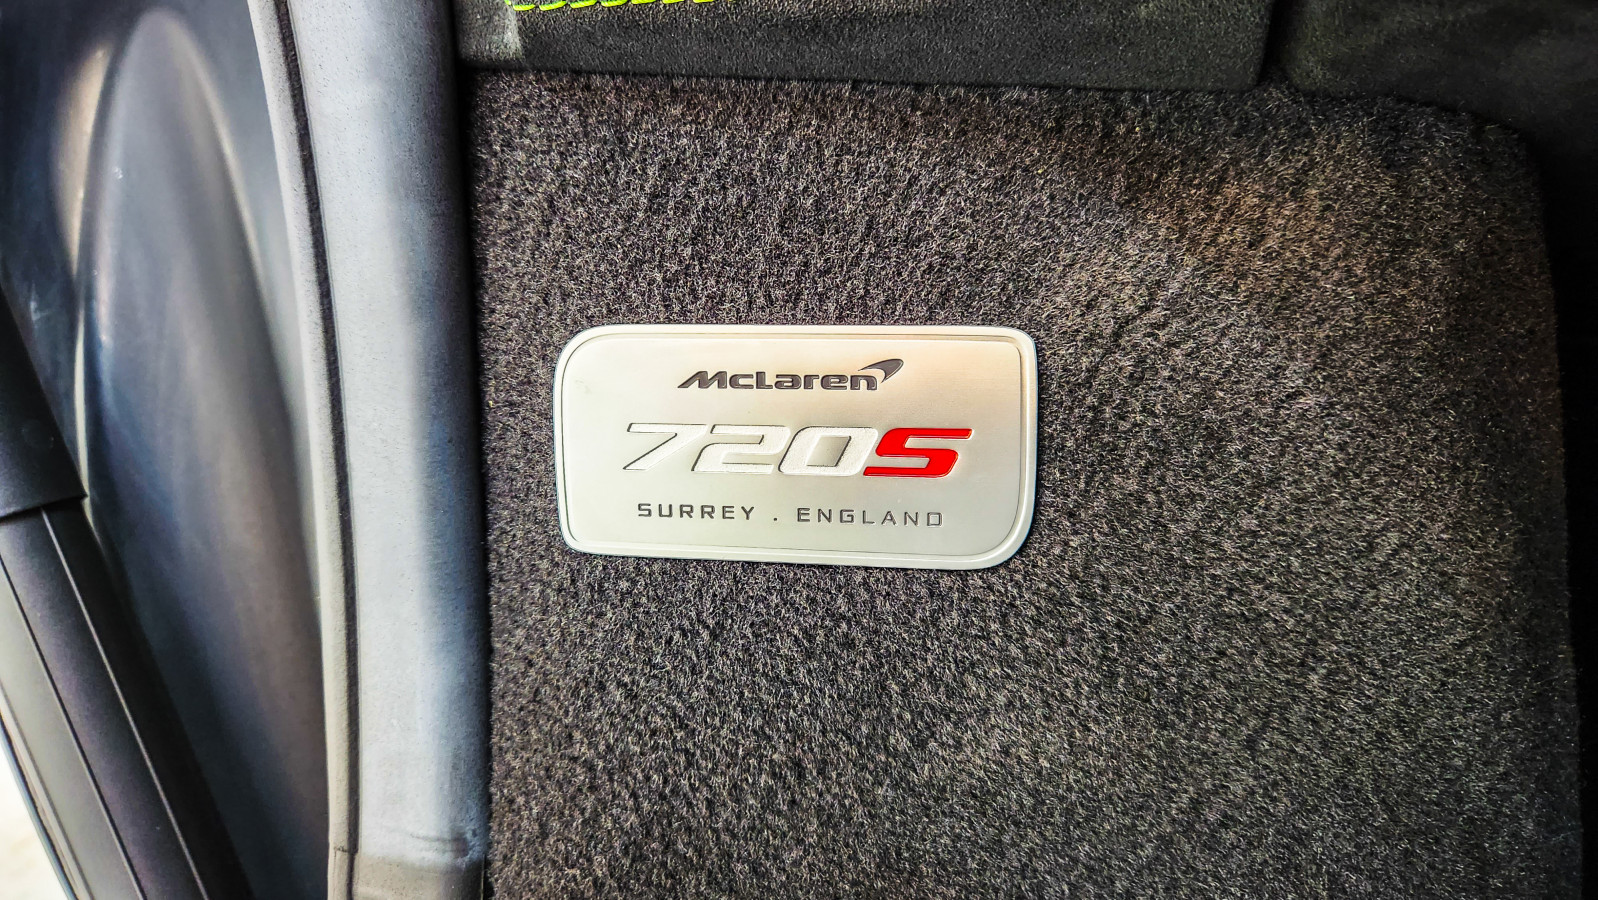 McLaren
720S
SURREY . ENGLAND